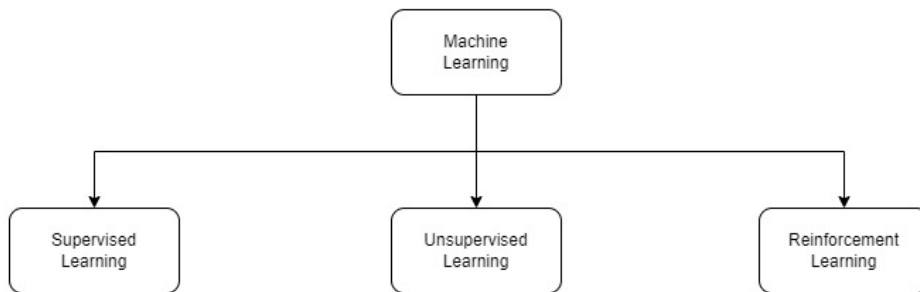 Machine
Learning
Supervised
Learning
Unsupervised
Learning
Reinforcement
Learning